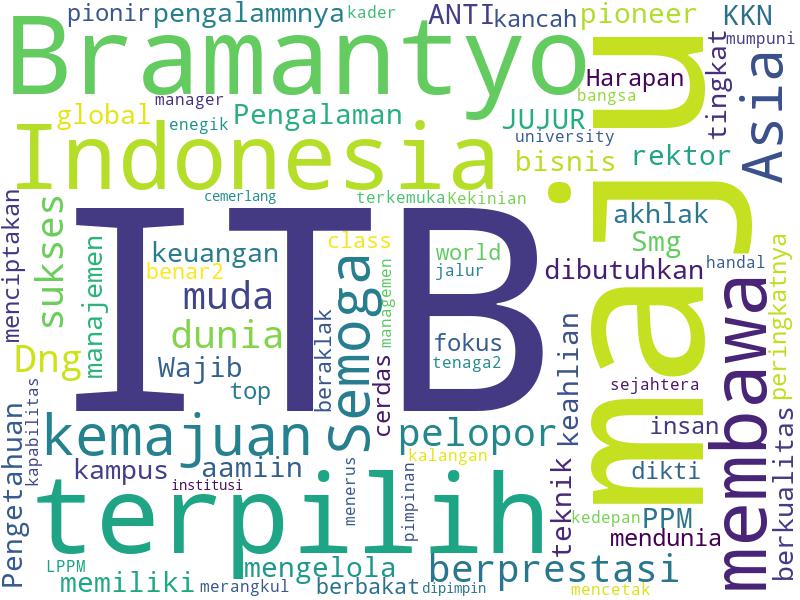 pionir
pengalammnya
kader
ANTI
kancah
pioneer
KKN
mumpuni
Bramantyo
maju
tingkat
Asia
Harapan
bangsa
manager
global
enegik
Pengalaman
JUJUR
university
bisnis
rektor
Indonesia
cemerlang
terkemuka
Kekinian
akhlak
Smg
menciptakan
sukses
manajemen
ITB
keuangan
benar2
class
world
jalur
dibutuhkan
handal
peringkatnya
muda
dunia
Semoga
managemen
fokus
tenaga2
Dng
Wajib
top
beraklak
cerdas
keahlian
sejahtera
membawa
kapabilitas
Pengetahuan
kemajuan
pelopor
insan
berkualitas
kampus
aamiin
kalangan
teknik
dikti
institusi
menerus
pimpinan
terpilih
kedepan
PPM
mendunia
LPPM
memiliki
mengelola
merangkul
berbakat
berprestasi
dipimpin
mencetak